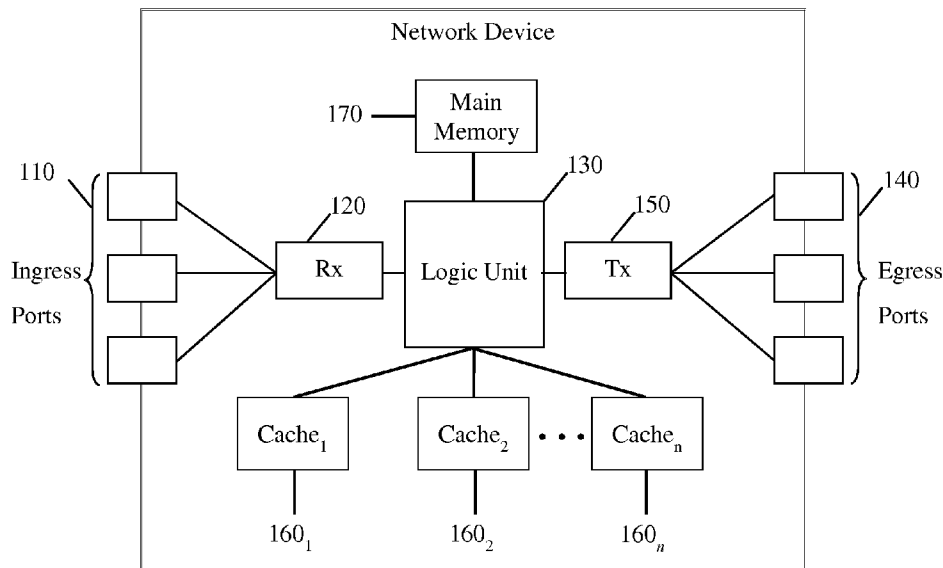 Network Device
170
Main
Memory
110
130
140
120
150
Ingress
Ports
Rx
Logic Unit
Tx
Egress
Ports
Cache₁
Cache₂
• • •
Cacheₙ
160₁
160₂
160ₙ